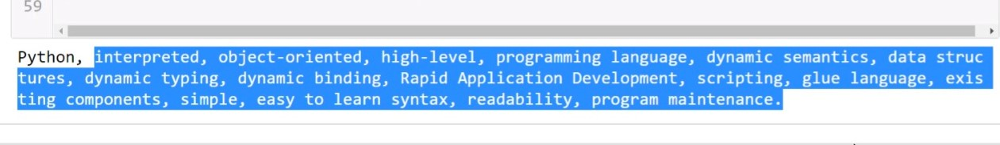 59
Python, interpreted, object-oriented, high-level, programming language, dynamic semantics, data struc
tures, dynamic typing, dynamic binding, Rapid Application Development, scripting, glue language, exis
ting components, simple, easy to learn syntax, readability, program maintenance.